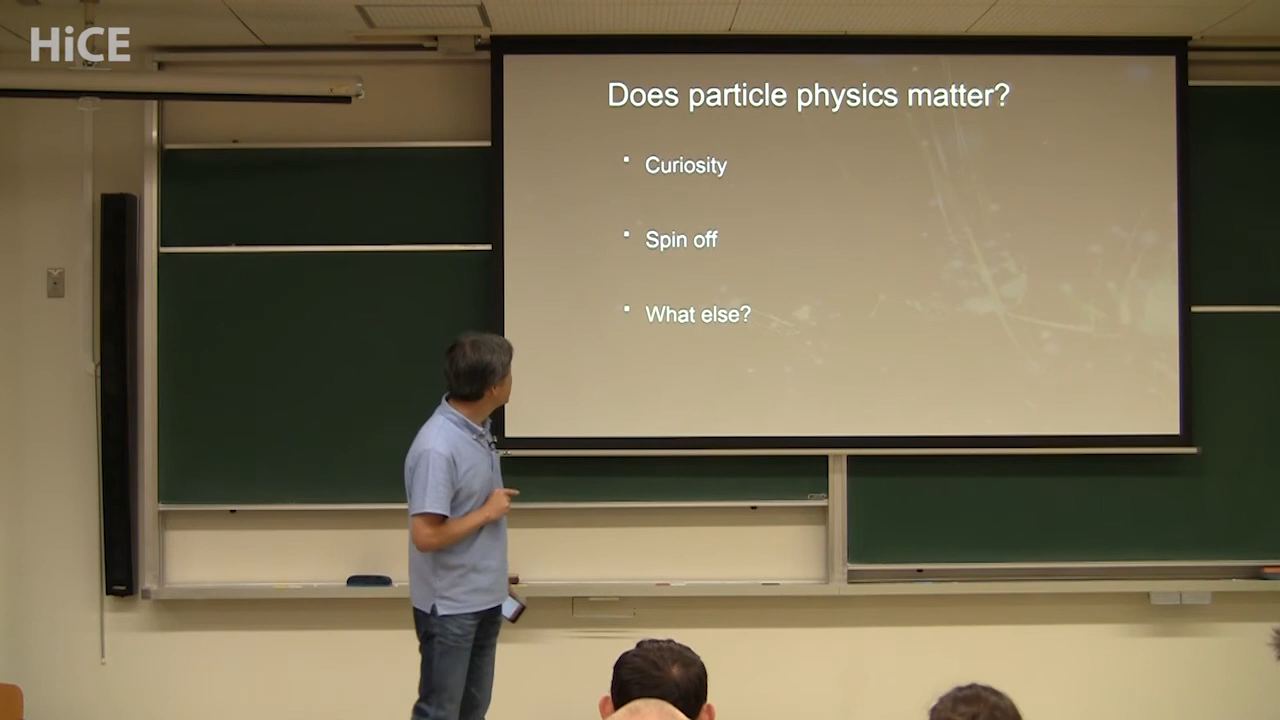 HiCE
Does particle physics matter?
Curiosity
Spin off
What else?